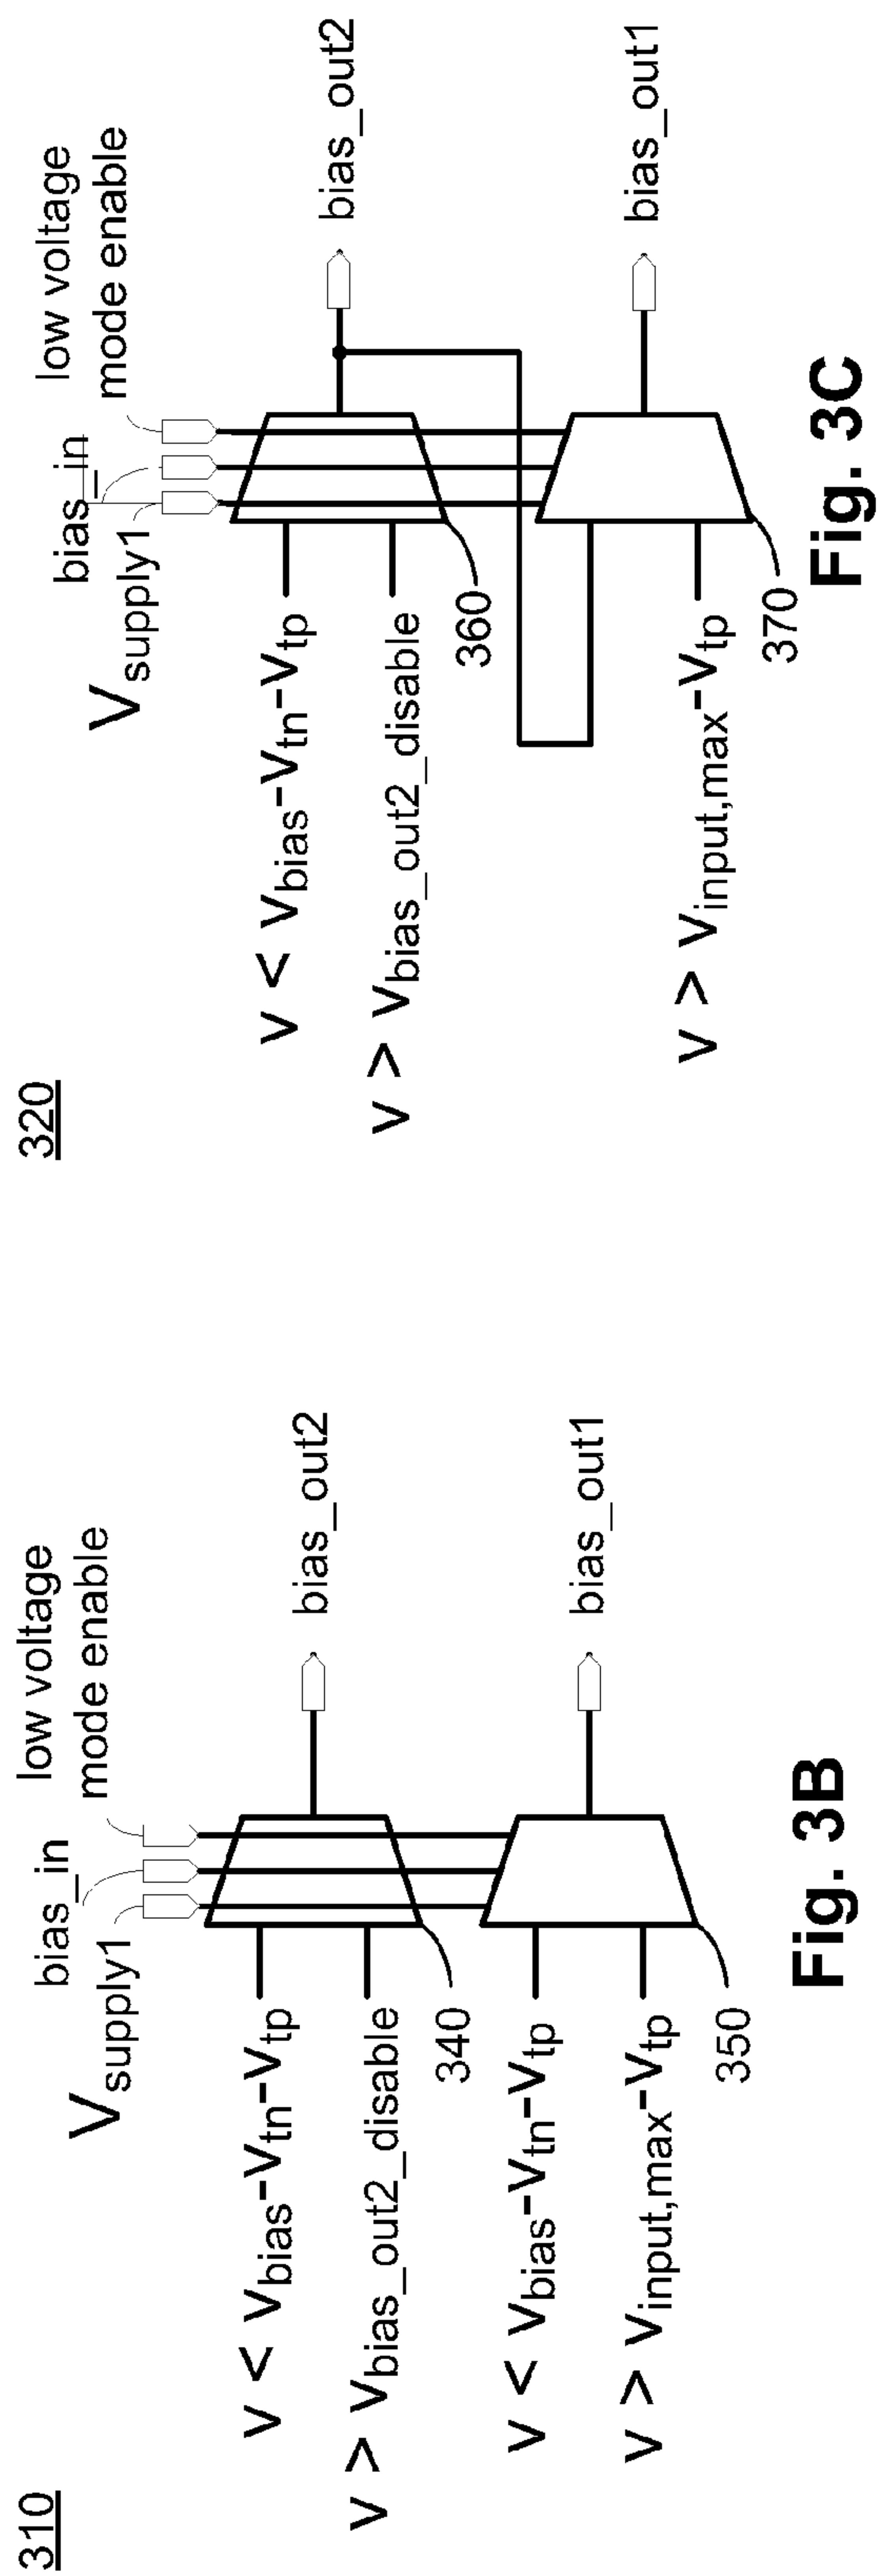 310
low voltage
mode enable
bias_in
Vsupply1
v < vbias-vtn-vtp
v > vbias_out2_disable
340
bias_out2
v < vbias-vtn-vtp
v > vinput,max-vtp
350
bias_out1
Fig. 3B
320
low voltage
mode enable
bias_in
Vsupply1
v < vbias-vtn-vtp
v > vbias_out2_disable
360
bias_out2
v > vinput,max-vtp
370
bias_out1
Fig. 3C